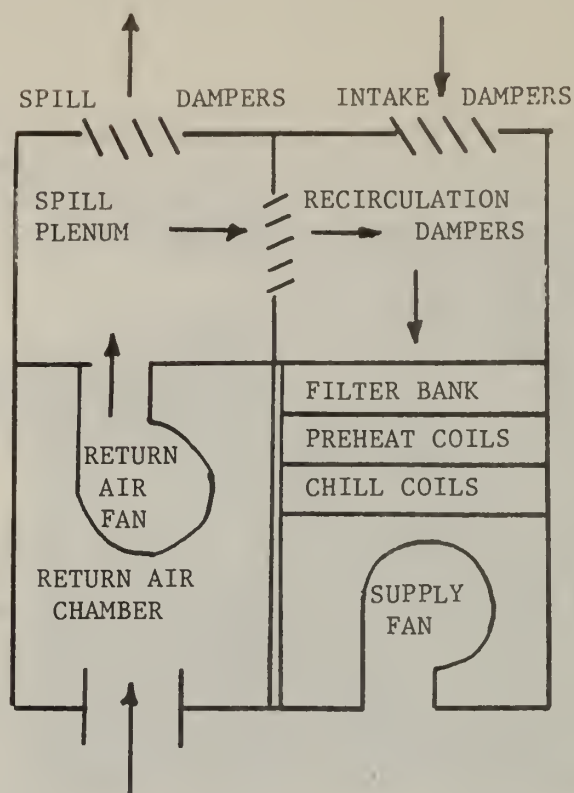 SPILL DAMPERS
INTAKE DAMPERS
SPILL
PLENUM
RECIRCULATION
DAMPERS
FILTER BANK
PREHEAT COILS
CHILL COILS
RETURN
AIR
FAN
RETURN AIR
CHAMBER
SUPPLY
FAN